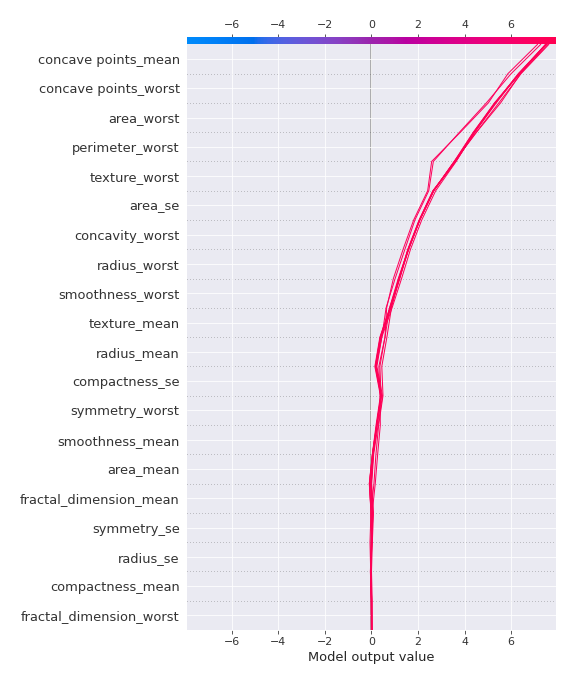 −6 −4 −2 0 2 4 6
concave points_mean
concave points_worst
area_worst
perimeter_worst
texture_worst
area_se
concavity_worst
radius_worst
smoothness_worst
texture_mean
radius_mean
compactness_se
symmetry_worst
smoothness_mean
area_mean
fractal_dimension_mean
symmetry_se
radius_se
compactness_mean
fractal_dimension_worst
−6 −4 −2 0 2 4 6
Model output value